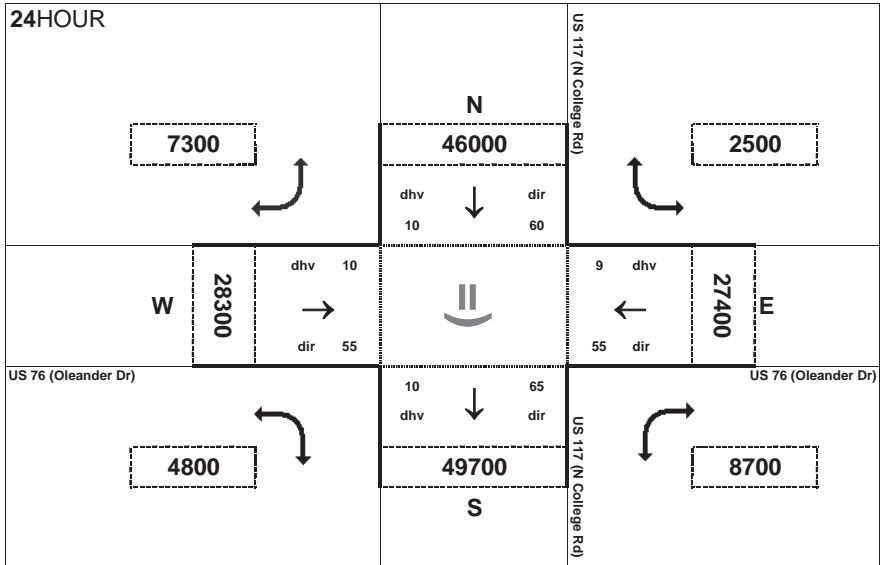 24HOUR
US 117 (N College Rd)
N
7300
46000
2500
dhv
dir
10
60
W
28300
dhv 10
dir 55
9 dhv
55 dir
27400
E
US 76 (Oleander Dr)
US 76 (Oleander Dr)
10
65
dhv
dir
4800
49700
8700
S
US 117 (N College Rd)